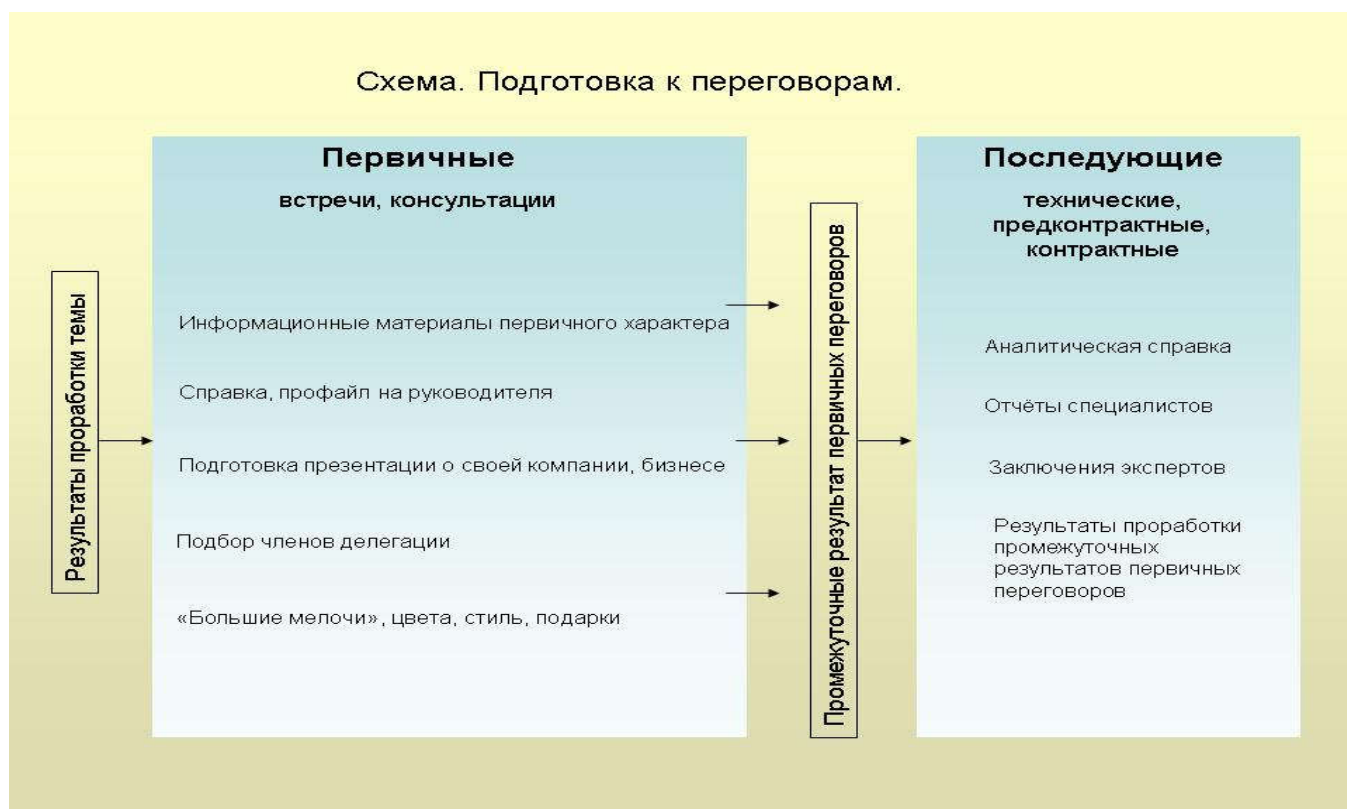 Схема. Подготовка к переговорам.
Результаты проработки темы
Первичные
встречи, консультации
Информационные материалы первичного характера
Справка, профайл на руководителя
Подготовка презентации о своей компании, бизнесе
Подбор членов делегации
«Большие мелочи», цвета, стиль, подарки
Промежуточные результат первичных переговоров
Последующие
технические,
предконтрактные,
контрактные
Аналитическая справка
Отчёты специалистов
Заключения экспертов
Результаты проработки
промежуточных
результатов первичных
переговоров